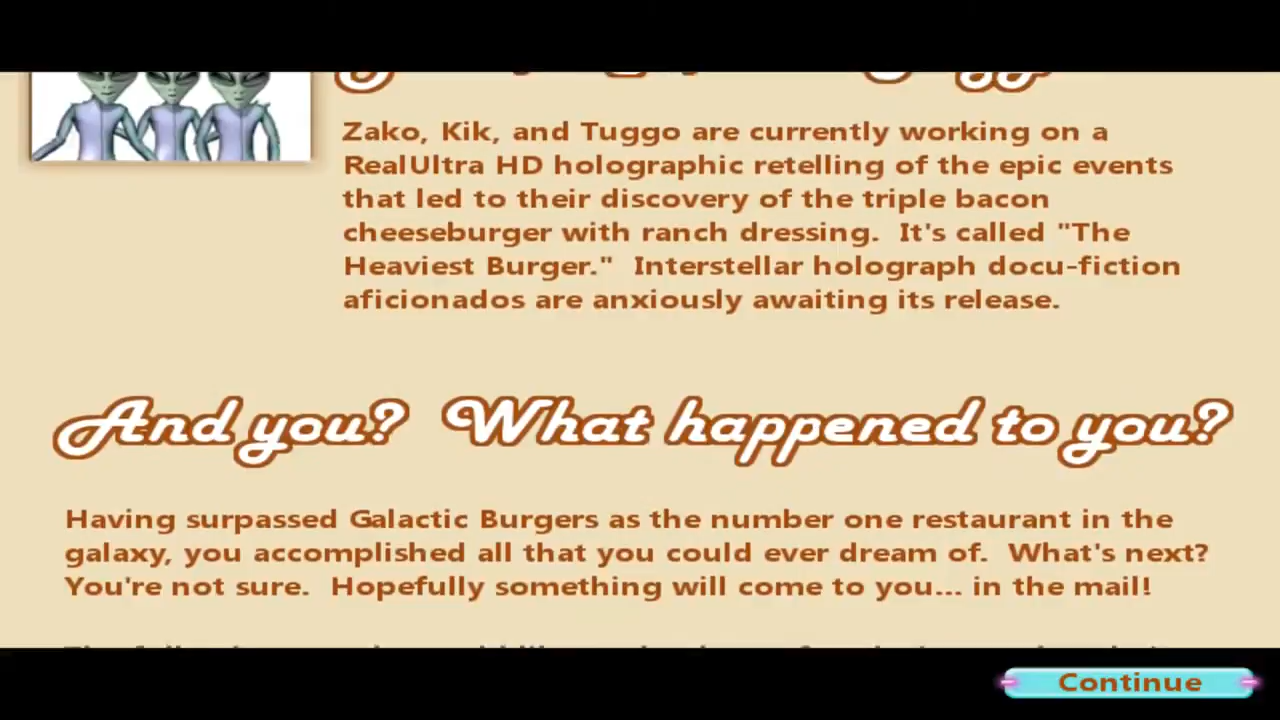 Zako, Kik, and Tuggo are currently working on a
RealUltra HD holographic retelling of the epic events
that led to their discovery of the triple bacon
cheeseburger with ranch dressing.  It's called "The
Heaviest Burger."  Interstellar holograph docu-fiction
aficionados are anxiously awaiting its release.
And you?  What happened to you?
Having surpassed Galactic Burgers as the number one restaurant in the
galaxy, you accomplished all that you could ever dream of.  What's next?
You're not sure.  Hopefully something will come to you... in the mail!
Continue